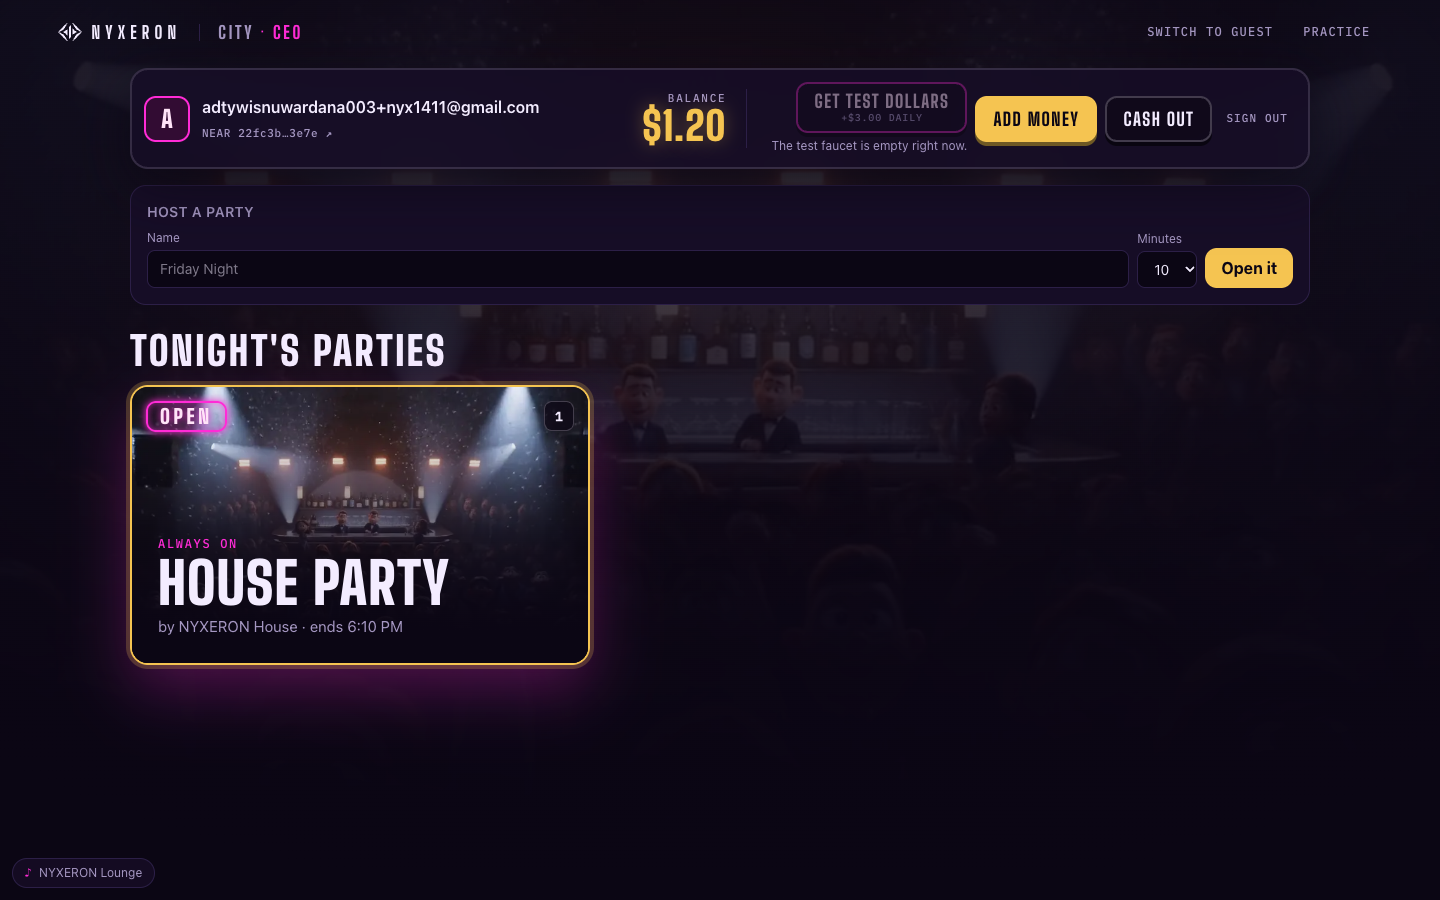 NYXERON CITY · CEO SWITCH TO GUEST PRACTICE
A adtywisnuwardana003+nyx1411@gmail.com
NEAR 22fc3b…3e7e ↗
BALANCE
$1.20
GET TEST DOLLARS
+$3.00 DAILY
The test faucet is empty right now.
ADD MONEY CASH OUT SIGN OUT
HOST A PARTY
Name Minutes
Friday Night 10 Open it
TONIGHT'S PARTIES
OPEN 1
ALWAYS ON
HOUSE PARTY
by NYXERON House · ends 6:10 PM
♪ NYXERON Lounge